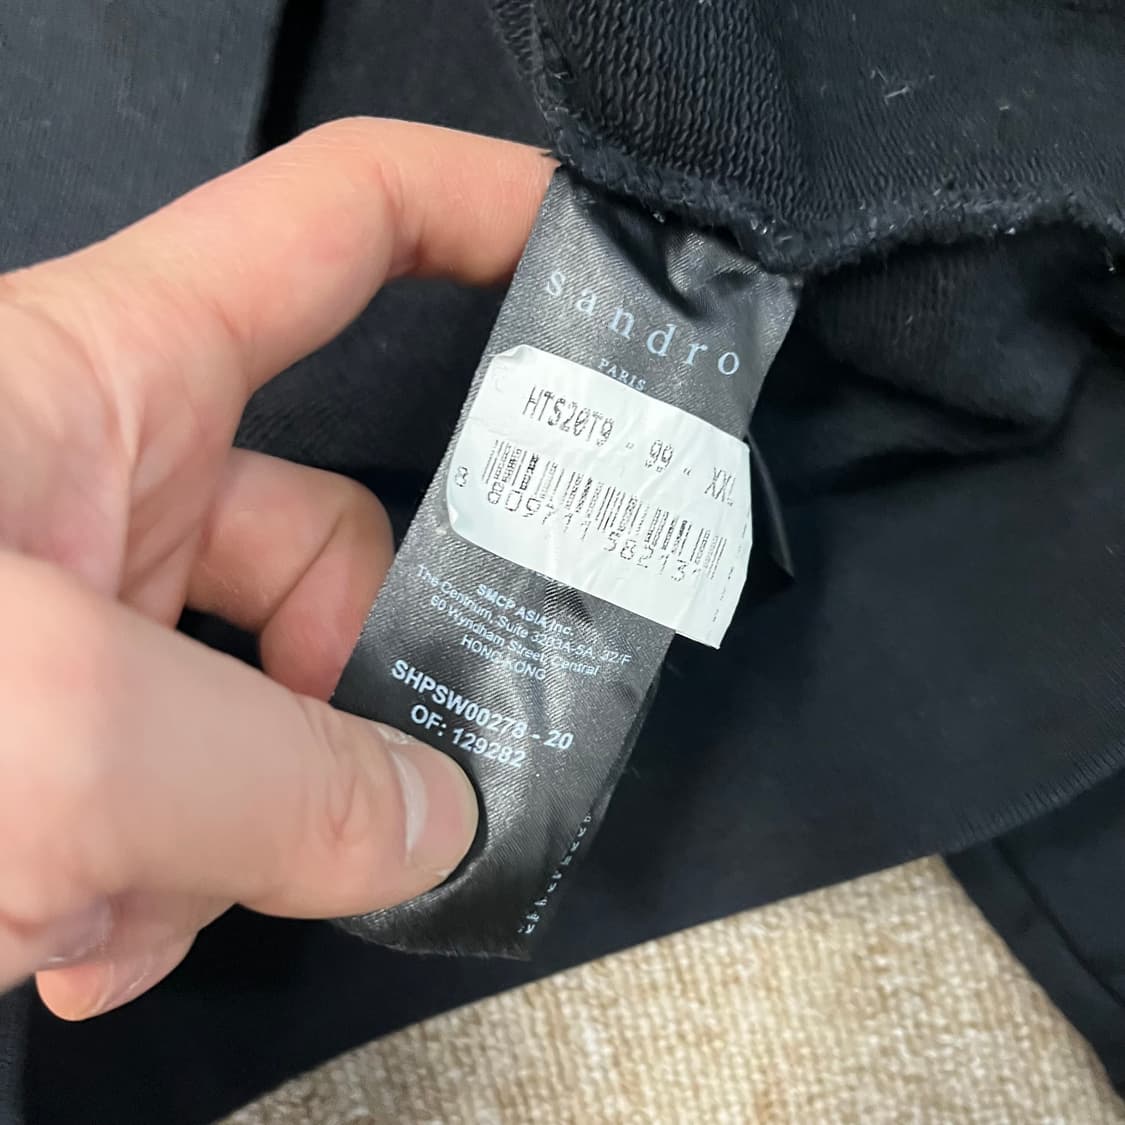 sandro
PARIS
HTS20T9 - 99 - XXL
SMCP ASIA Inc.
The Centrium, Suite 3203A-5A, 32/F
60 Wyndham Street Central
HONG KONG
SHPSW00278 - 20
OF: 129282